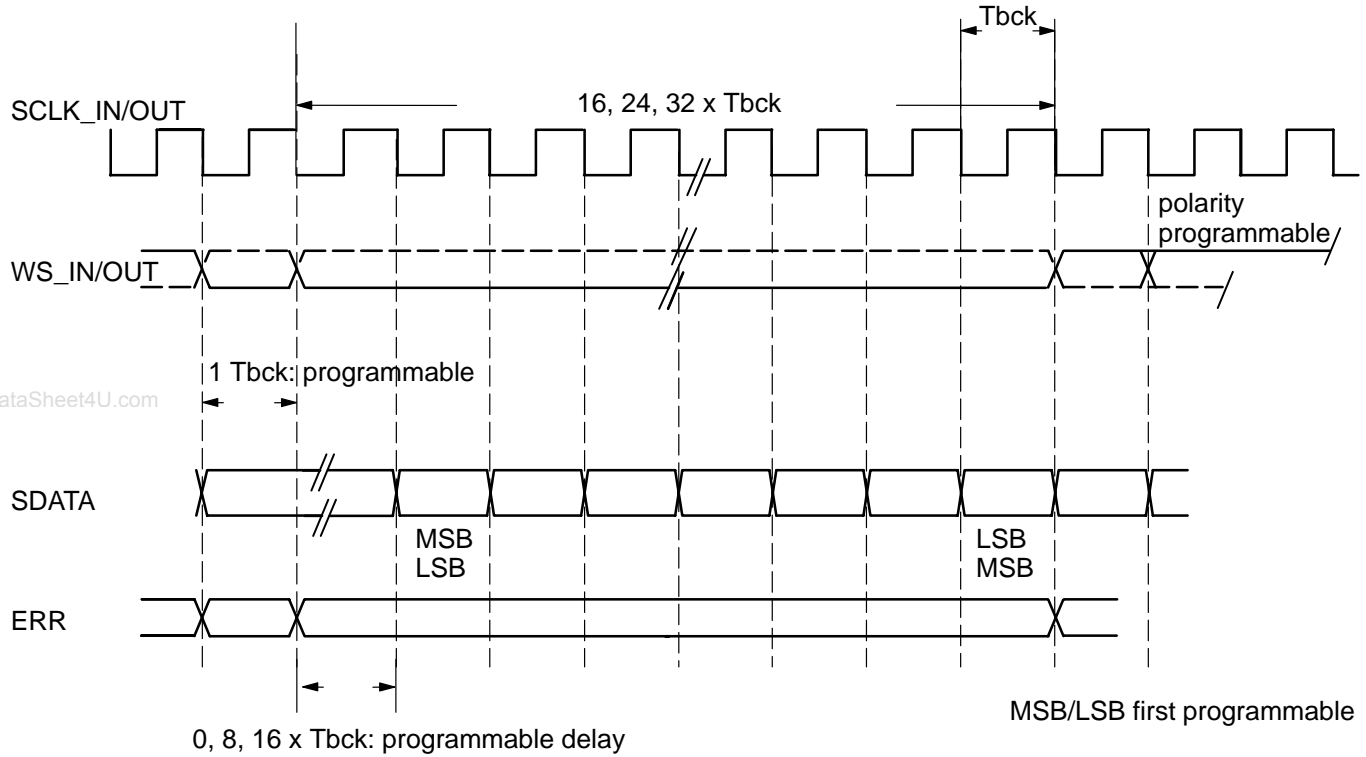 Tbck
SCLK_IN/OUT
16, 24, 32 x Tbck
polarity
programmable
WS_IN/OUT
1 Tbck: programmable
ataSheet4U.com
SDATA
MSB
LSB
LSB
MSB
ERR
MSB/LSB first programmable
0, 8, 16 x Tbck: programmable delay